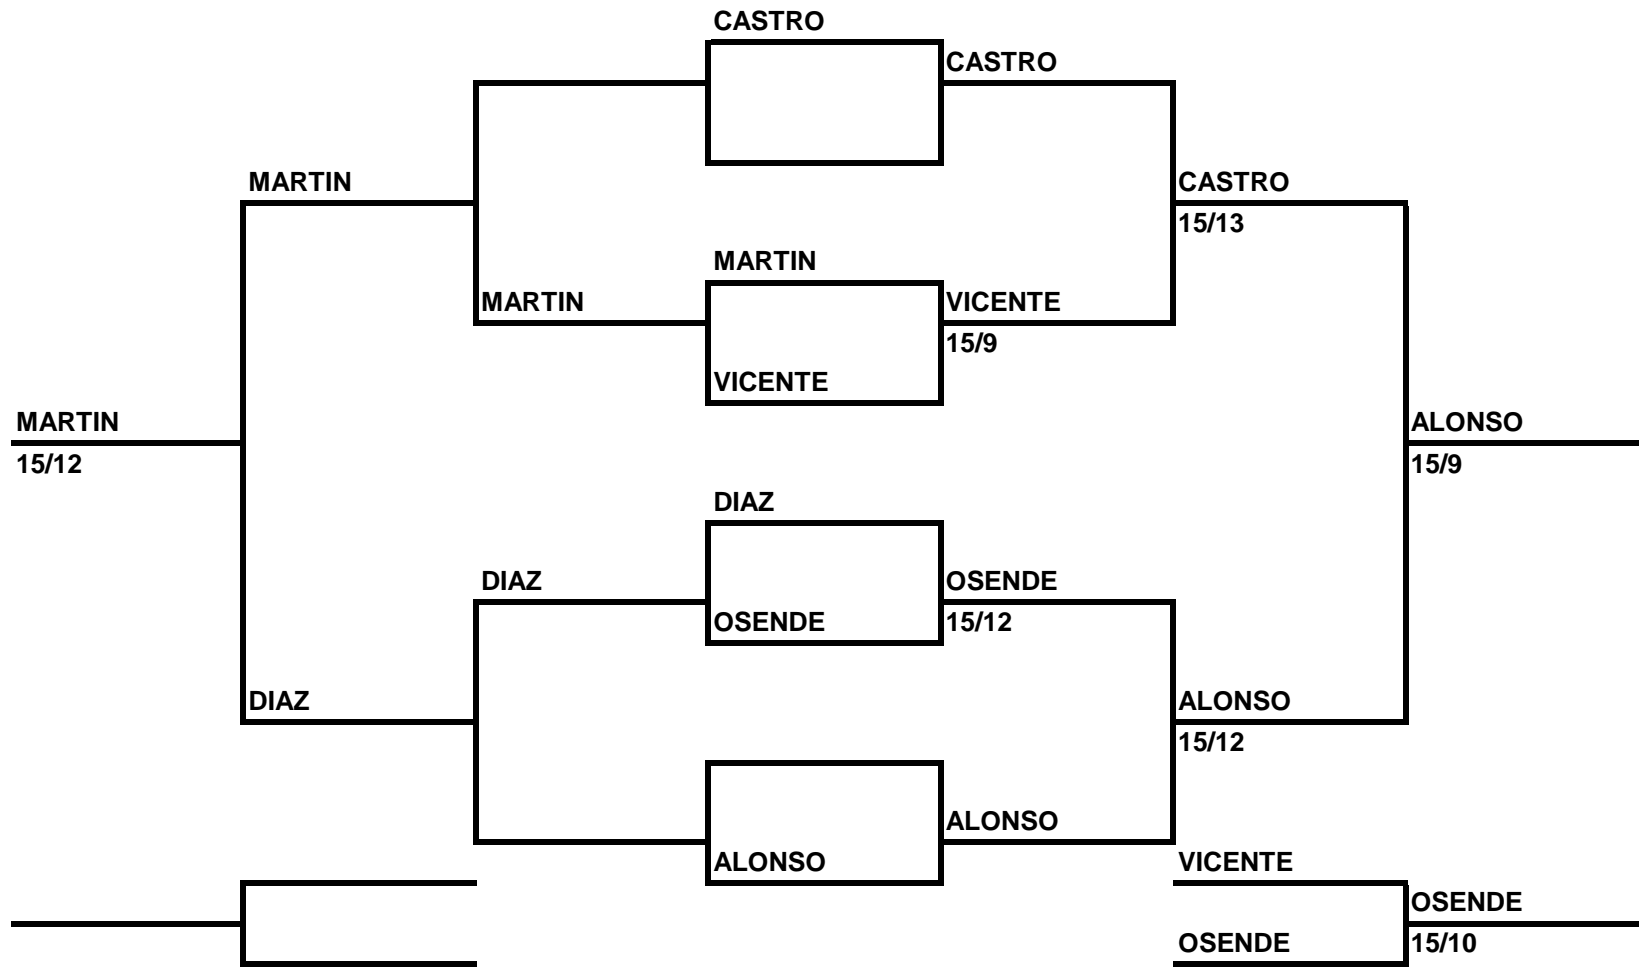 CASTRO
CASTRO
MARTIN
CASTRO
15/13
MARTIN
MARTIN
VICENTE
15/9
VICENTE
MARTIN
15/12
ALONSO
15/9
DIAZ
DIAZ
OSENDE
OSENDE
15/12
DIAZ
ALONSO
15/12
ALONSO
ALONSO
VICENTE
OSENDE
OSENDE
15/10